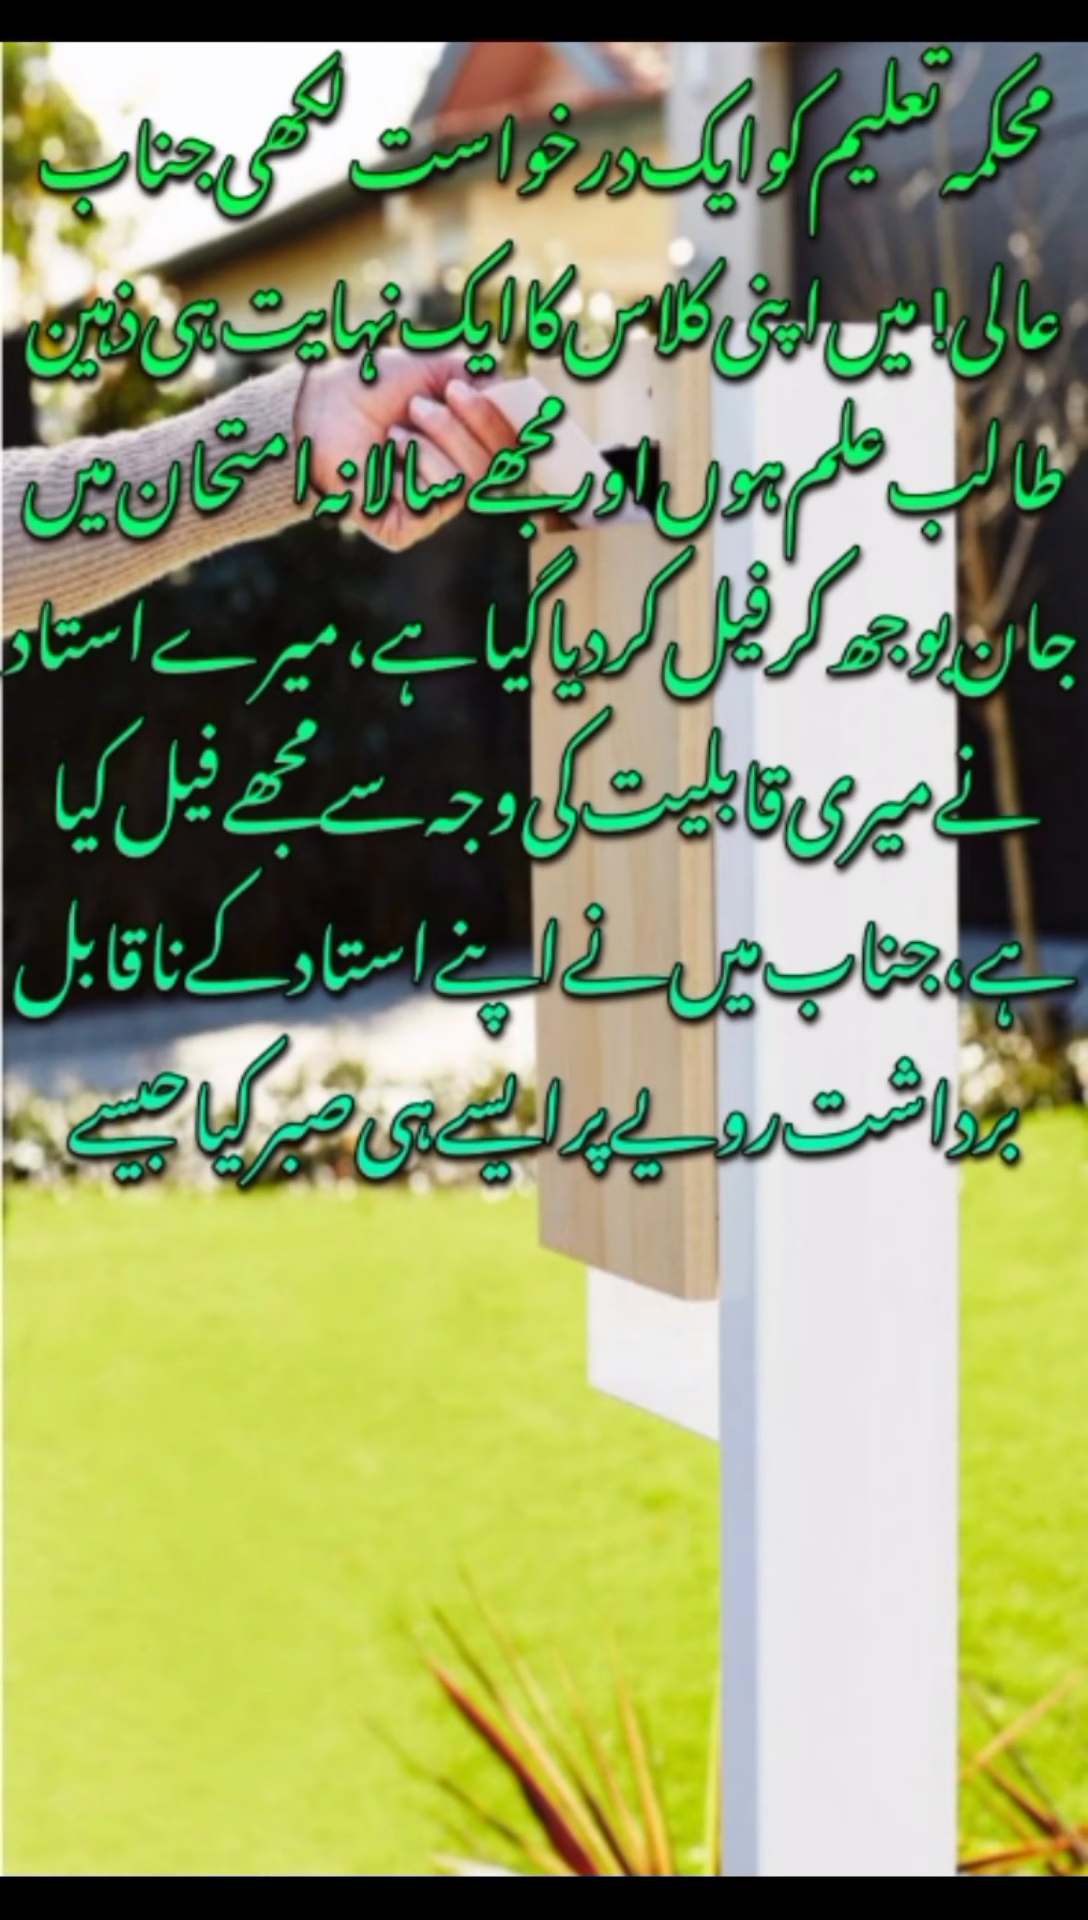 محکمہ تعلیم کو ایک درخواست لکھی جناب
عالی! میں اپنی کلاس کا ایک نہایت ہی ذہین
طالب علم ہوں اور مجھے سالانہ امتحان میں
جان بوجھ کر فیل کر دیا گیا ہے، میرے استاد
نے میری قابلیت کی وجہ سے مجھے فیل کیا
ہے، جناب میں نے اپنے استاد کے ناقابل
برداشت رویے پر ایسے ہی صبر کیا جیسے